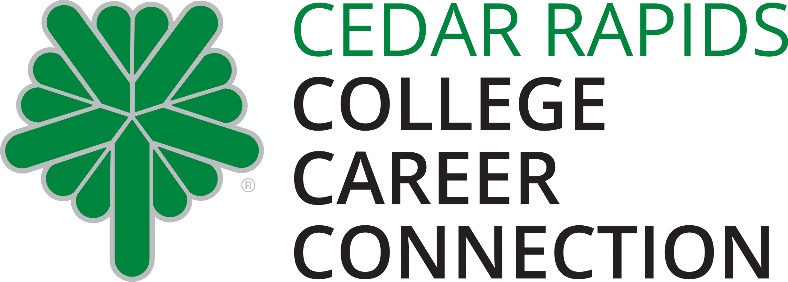 CEDAR RAPIDS
COLLEGE
CAREER
CONNECTION
®